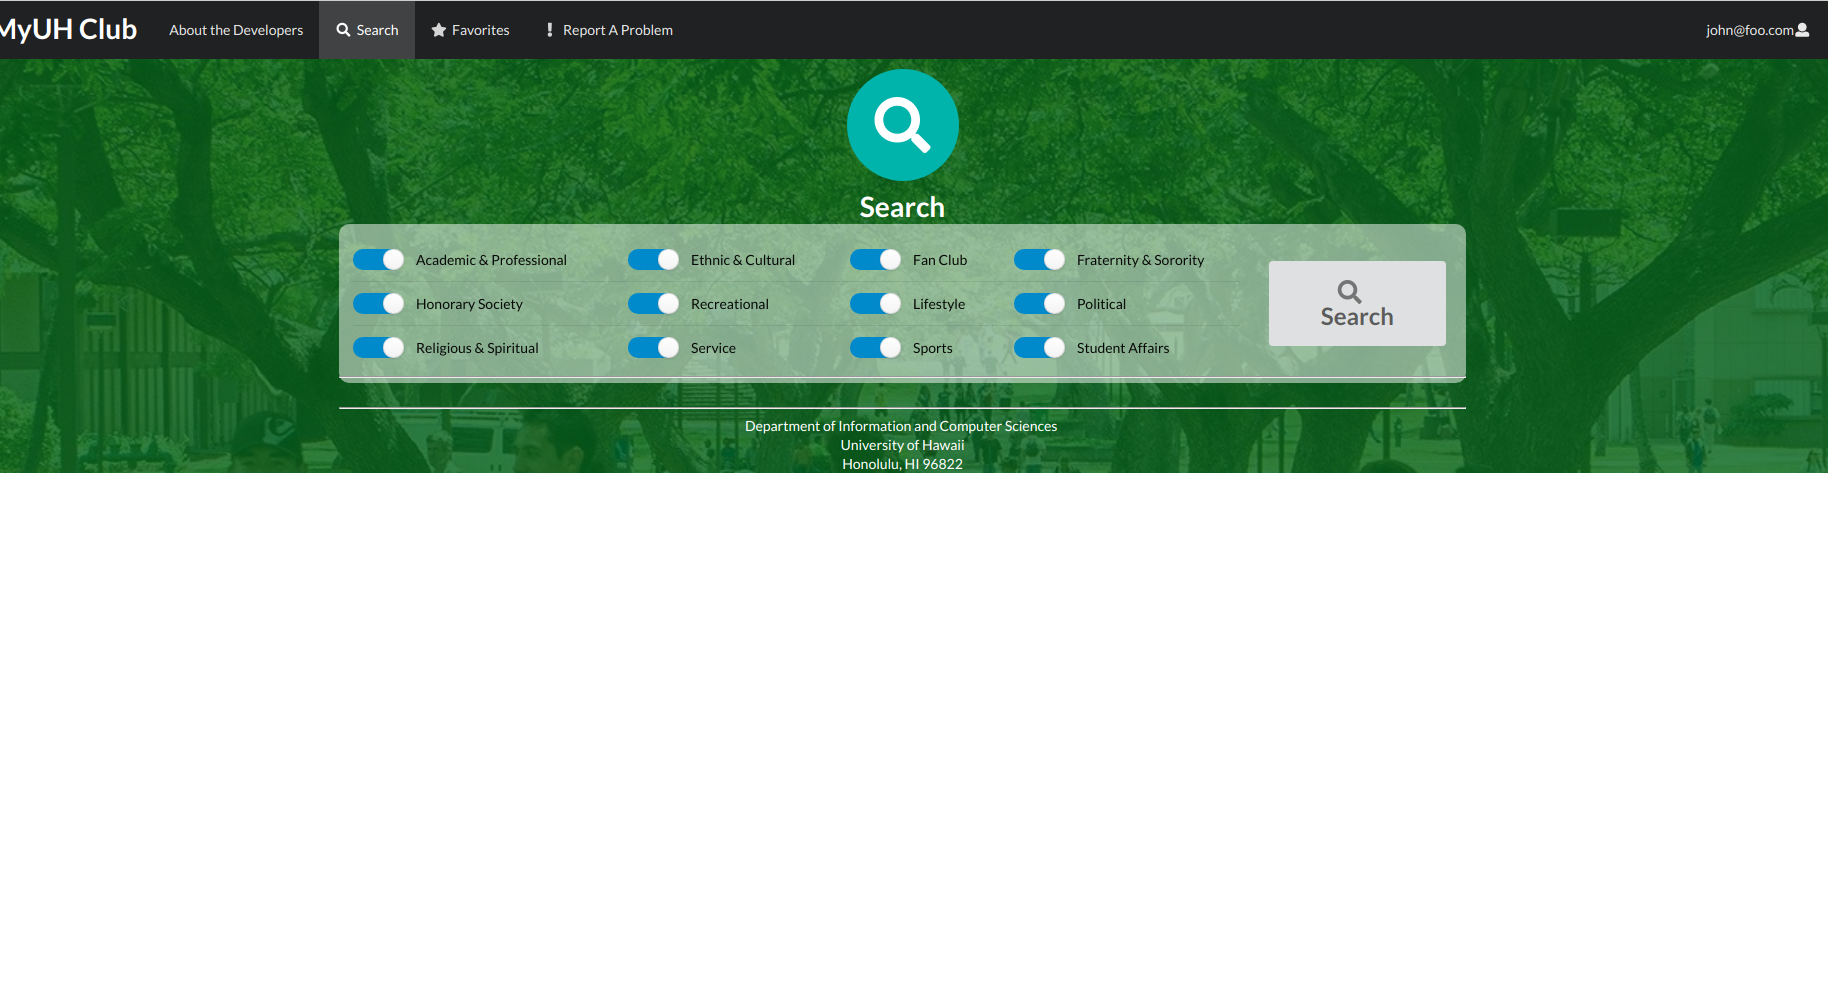 MyUH Club About the Developers Search Favorites Report A Problem john@foo.com
Search
Academic & Professional Ethnic & Cultural Fan Club Fraternity & Sorority
Honorary Society Recreational Lifestyle Political
Religious & Spiritual Service Sports Student Affairs
Search
Department of Information and Computer Sciences
University of Hawaii
Honolulu, HI 96822